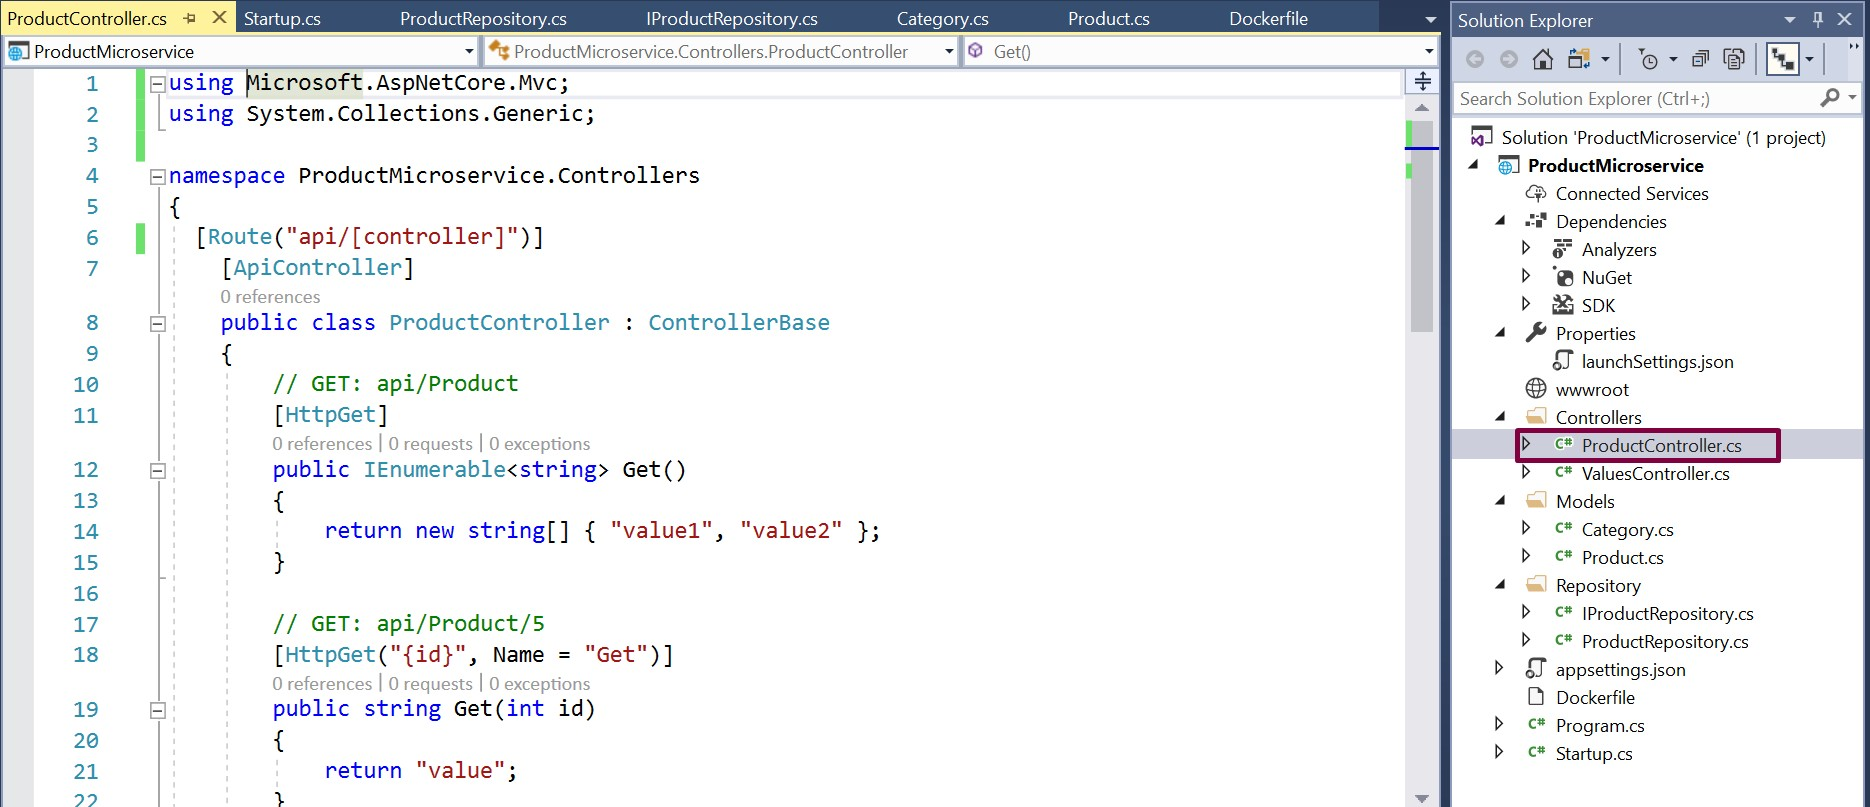 ProductController.cs Startup.cs ProductRepository.cs IProductRepository.cs Category.cs Product.cs Dockerfile
ProductMicroservice ProductMicroservice.Controllers.ProductController Get()
1 using Microsoft.AspNetCore.Mvc;
2 using System.Collections.Generic;
3
4 namespace ProductMicroservice.Controllers
5 {
6 [Route("api/[controller]")]
7 [ApiController]
0 references
8 public class ProductController : ControllerBase
9 {
10 // GET: api/Product
11 [HttpGet]
0 references | 0 requests | 0 exceptions
12 public IEnumerable<string> Get()
13 {
14 return new string[] { "value1", "value2" };
15 }
16
17 // GET: api/Product/5
18 [HttpGet("{id}", Name = "Get")]
0 references | 0 requests | 0 exceptions
19 public string Get(int id)
20 {
21 return "value";
22 }
Solution Explorer
Search Solution Explorer (Ctrl+;)
Solution 'ProductMicroservice' (1 project)
ProductMicroservice
Connected Services
Dependencies
Analyzers
NuGet
SDK
Properties
launchSettings.json
wwwroot
Controllers
C# ProductController.cs
C# ValuesController.cs
Models
C# Category.cs
C# Product.cs
Repository
C# IProductRepository.cs
C# ProductRepository.cs
appsettings.json
Dockerfile
C# Program.cs
C# Startup.cs